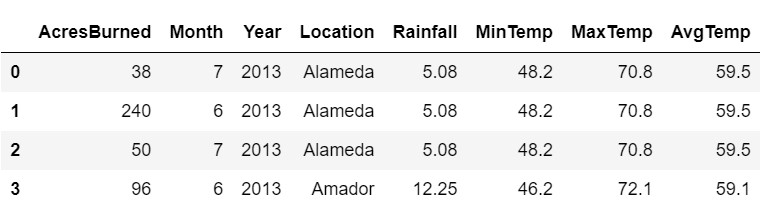 AcresBurned Month Year Location Rainfall MinTemp MaxTemp AvgTemp
0 38 7 2013 Alameda 5.08 48.2 70.8 59.5
1 240 6 2013 Alameda 5.08 48.2 70.8 59.5
2 50 7 2013 Alameda 5.08 48.2 70.8 59.5
3 96 6 2013 Amador 12.25 46.2 72.1 59.1